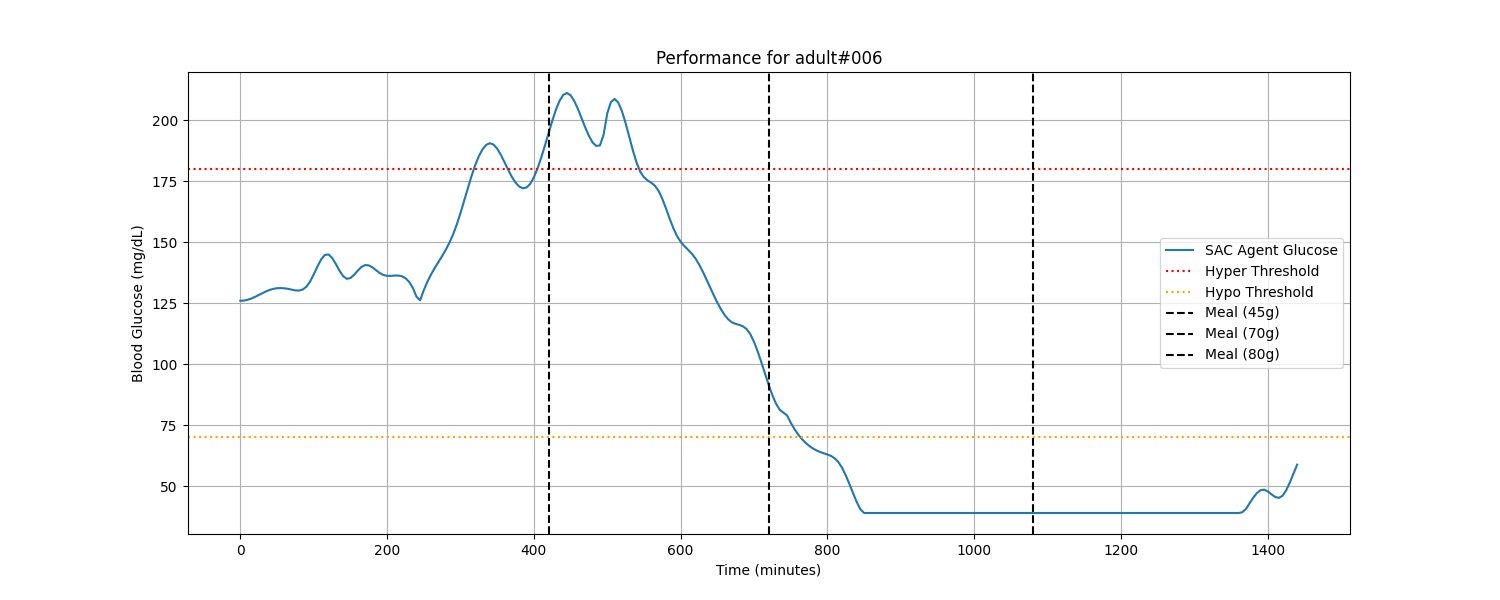 Performance for adult#006
Blood Glucose (mg/dL)
200
175
150
125
100
75
50
SAC Agent Glucose
Hyper Threshold
Hypo Threshold
Meal (45g)
Meal (70g)
Meal (80g)
0 200 400 600 800 1000 1200 1400
Time (minutes)